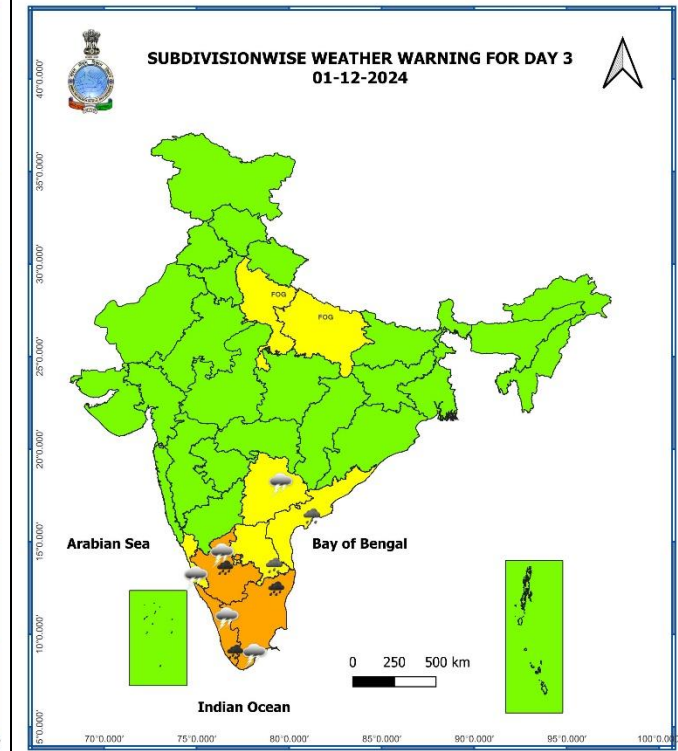 SUBDIVISIONWISE WEATHER WARNING FOR DAY 3
01-12-2024
40°0.000'
35°0.000'
30°0.000'
25°0.000'
20°0.000'
15°0.000'
10°0.000'
5°0.000'
FOG
FOG
Arabian Sea
Bay of Bengal
0 250 500 km
Indian Ocean
70°0.000' 75°0.000' 80°0.000' 85°0.000' 90°0.000' 95°0.000' 100°0.000'